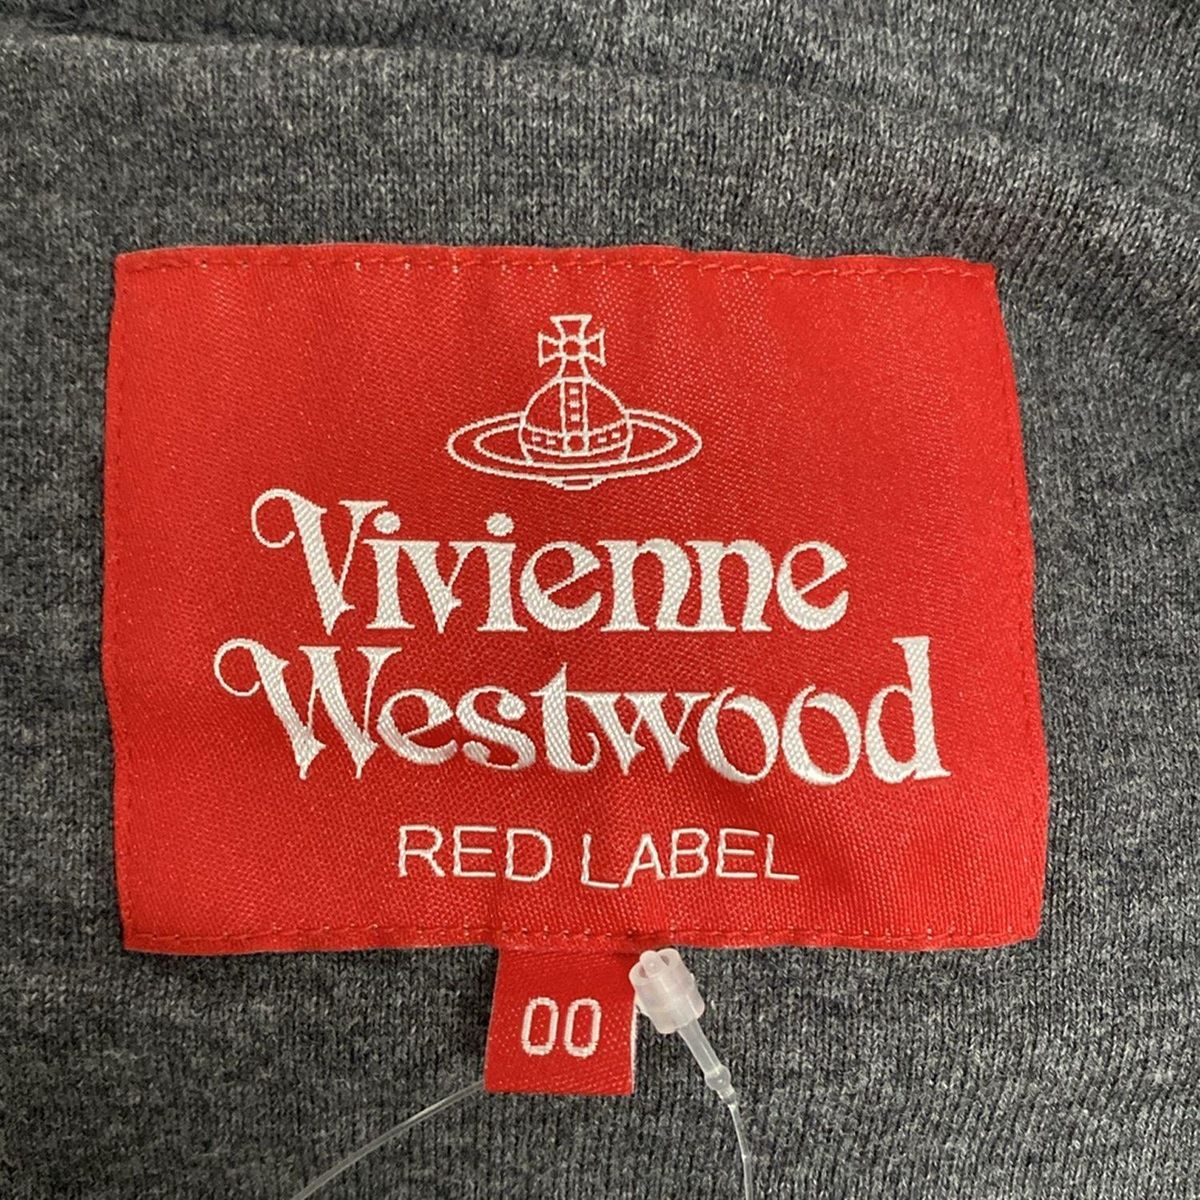 Vivienne
Westwood
RED LABEL
00